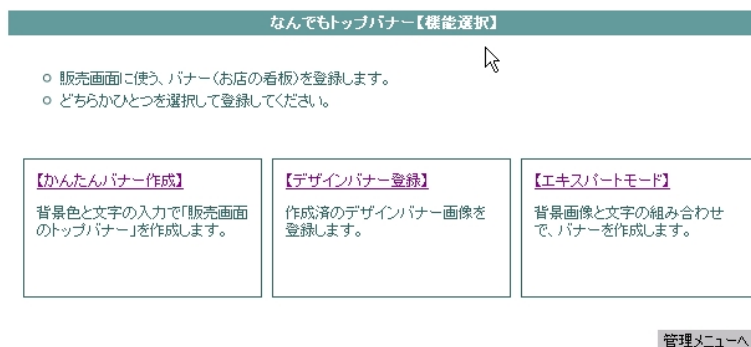 なんでもトップバナー【機能選択】
販売画面に使う、バナー（お店の看板）を登録します。
どちらかひとつを選択して登録してください。
【かんたんバナー作成】
背景色と文字の入力で「販売画面
のトップバナー」を作成します。
【デザインバナー登録】
作成済のデザインバナー画像を
登録します。
【エキスパートモード】
背景画像と文字の組み合わせ
で、バナーを作成します。
管理メニューへ